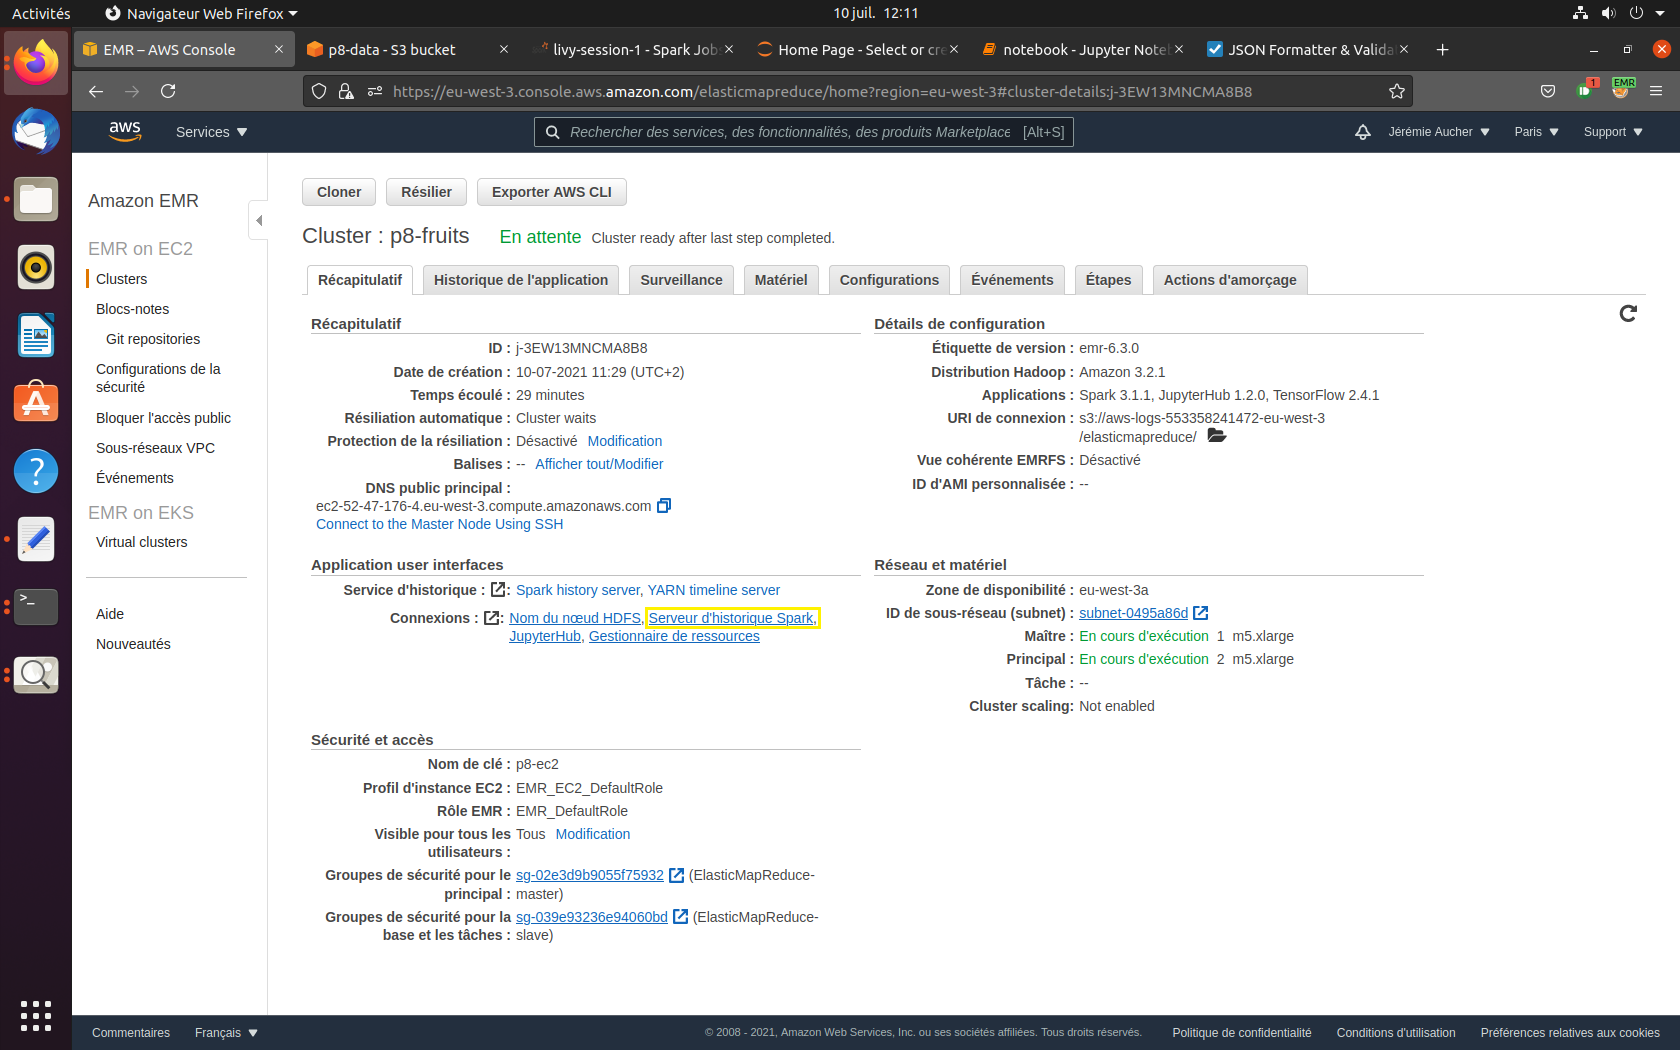 Activités
Navigateur Web Firefox
10 juil. 12:11
EMR – AWS Console
p8-data - S3 bucket
livy-session-1 - Spark Jobs
Home Page - Select or cre
notebook - Jupyter Noteb
JSON Formatter & Validat
https://eu-west-3.console.aws.amazon.com/elasticmapreduce/home?region=eu-west-3#cluster-details:j-3EW13MNCMA8B8
1
EMR
aws
Services
Rechercher des services, des fonctionnalités, des produits Marketplace [Alt+S]
Jérémie Aucher
Paris
Support
Amazon EMR
EMR on EC2
Clusters
Blocs-notes
Git repositories
Configurations de la
sécurité
Bloquer l'accès public
Sous-réseaux VPC
Événements
EMR on EKS
Virtual clusters
Aide
Nouveautés
Cloner
Résilier
Exporter AWS CLI
Cluster : p8-fruits
En attente
Cluster ready after last step completed.
Récapitulatif
Historique de l'application
Surveillance
Matériel
Configurations
Événements
Étapes
Actions d'amorçage
Récapitulatif
ID : j-3EW13MNCMA8B8
Date de création : 10-07-2021 11:29 (UTC+2)
Temps écoulé : 29 minutes
Résiliation automatique : Cluster waits
Protection de la résiliation : Désactivé Modification
Balises : -- Afficher tout/Modifier
DNS public principal :
ec2-52-47-176-4.eu-west-3.compute.amazonaws.com
Connect to the Master Node Using SSH
Détails de configuration
Étiquette de version : emr-6.3.0
Distribution Hadoop : Amazon 3.2.1
Applications : Spark 3.1.1, JupyterHub 1.2.0, TensorFlow 2.4.1
URI de connexion : s3://aws-logs-553358241472-eu-west-3
/elasticmapreduce/
Vue cohérente EMRFS : Désactivé
ID d'AMI personnalisée : --
Application user interfaces
Service d'historique : : Spark history server, YARN timeline server
Connexions : : Nom du nœud HDFS, Serveur d'historique Spark,
JupyterHub, Gestionnaire de ressources
Réseau et matériel
Zone de disponibilité : eu-west-3a
ID de sous-réseau (subnet) : subnet-0495a86d
Maître : En cours d'exécution 1 m5.xlarge
Principal : En cours d'exécution 2 m5.xlarge
Tâche : --
Cluster scaling: Not enabled
Sécurité et accès
Nom de clé : p8-ec2
Profil d'instance EC2 : EMR_EC2_DefaultRole
Rôle EMR : EMR_DefaultRole
Visible pour tous les Tous Modification
utilisateurs :
Groupes de sécurité pour le sg-02e3d9b9055f75932 (ElasticMapReduce-
principal : master)
Groupes de sécurité pour la sg-039e93236e94060bd (ElasticMapReduce-
base et les tâches : slave)
Commentaires
Français
© 2008 - 2021, Amazon Web Services, Inc. ou ses sociétés affiliées. Tous droits réservés.
Politique de confidentialité
Conditions d'utilisation
Préférences relatives aux cookies